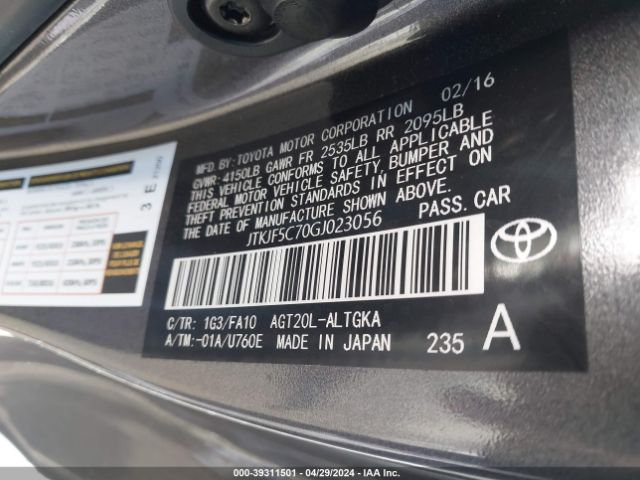 MFD.BY:TOYOTA MOTOR CORPORATION 02/16
GVWR:4150LB GAWR FR 2535LB RR 2095LB
THIS VEHICLE CONFORMS TO ALL APPLICABLE
FEDERAL MOTOR VEHICLE SAFETY, BUMPER AND
THEFT PREVENTION STANDARDS IN EFFECT ON
THE DATE OF MANUFACTURE SHOWN ABOVE.
JTKJF5C70GJ023056 PASS.CAR
C/TR: 1G3/FA10 AGT20L-ALTGKA
A/TM:-01A/U760E MADE IN JAPAN 235 A
3 E
000-39311501 - 04/29/2024 - IAA Inc.